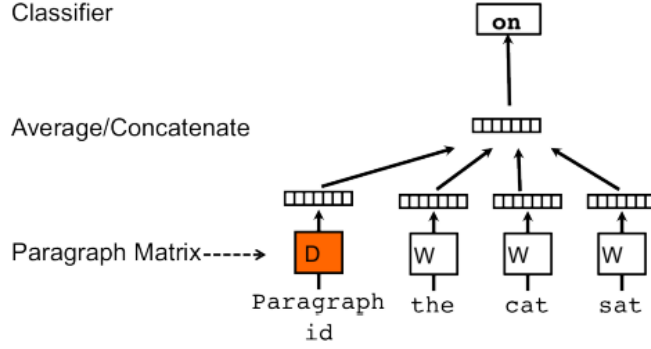 Classifier
on
Average/Concatenate
Paragraph Matrix
D
W
W
W
Paragraph
id
the
cat
sat